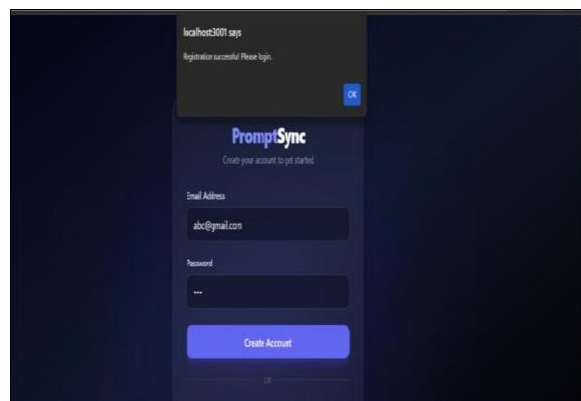 localhost:3001 says
Registration successful! Please login.
OK
PromptSync
Create your account to get started
Email Address
abc@gmail.com
Password
•••
Create Account
OR